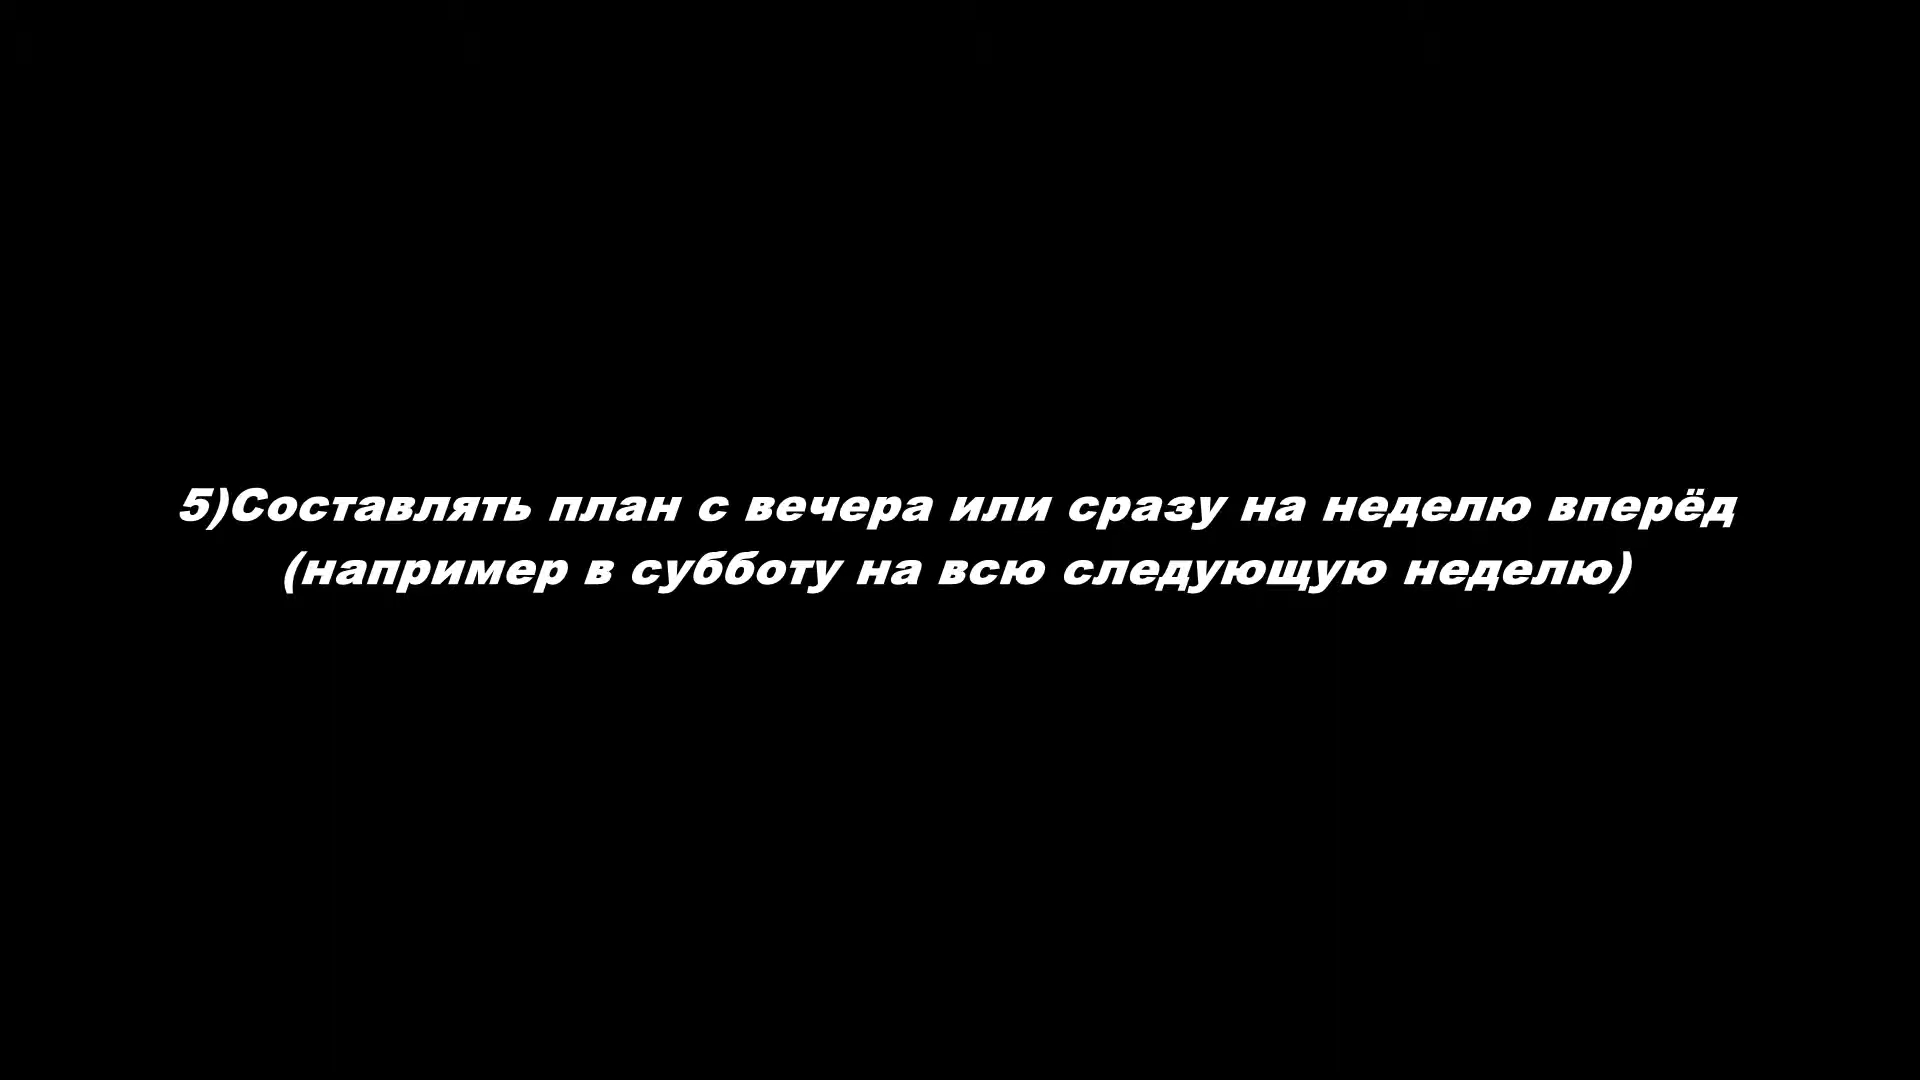 5)Составлять план с вечера или сразу на неделю вперёд
(например в субботу на всю следующую неделю)